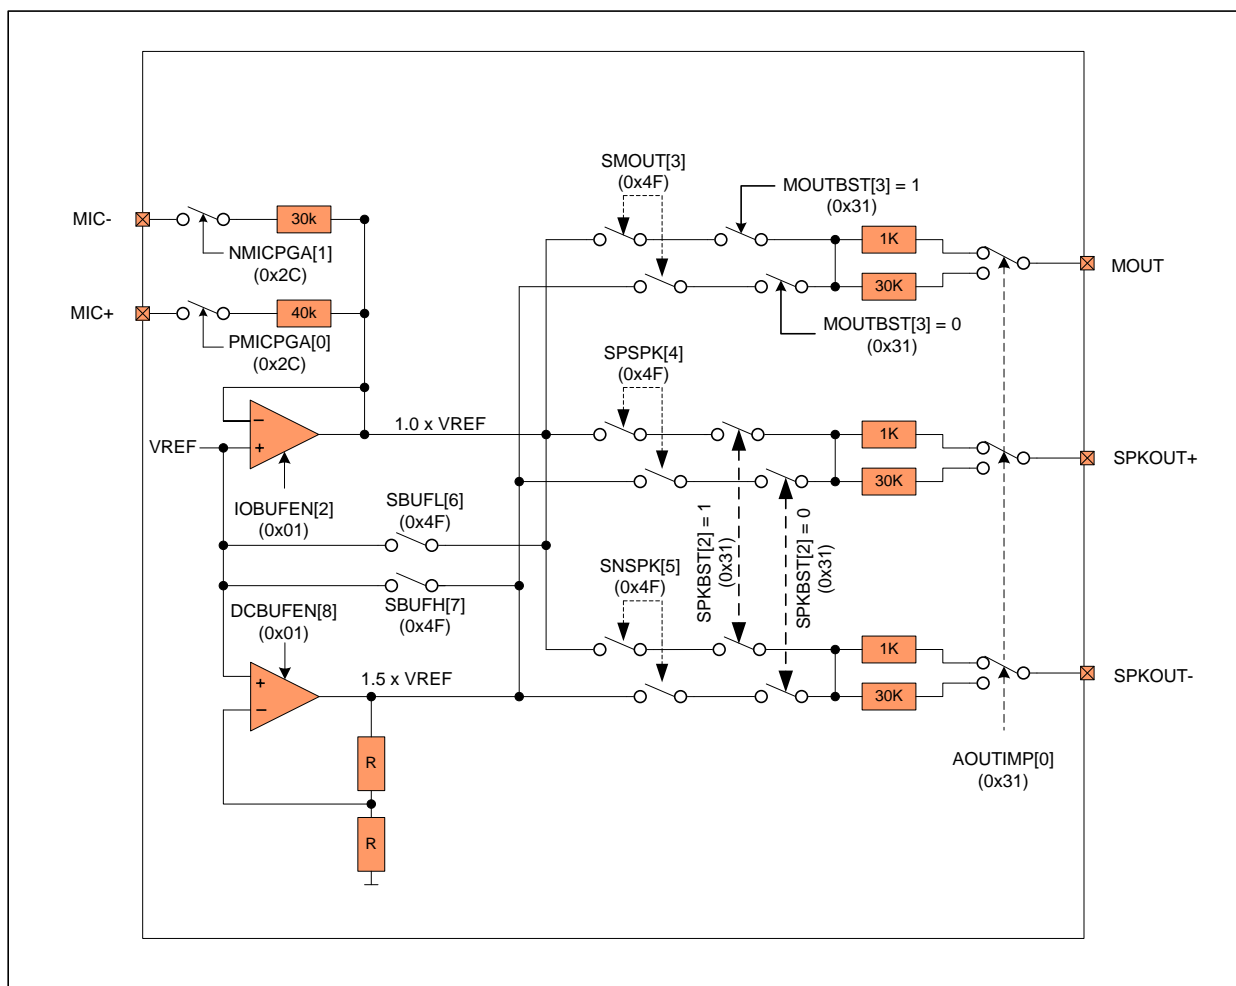 SMOUT[3]
(0x4F)
MOUTBST[3] = 1
(0x31)
MIC-
30k
NMICPGA[1]
(0x2C)
1K
MOUT
30K
MIC+
40k
PMICPGA[0]
(0x2C)
MOUTBST[3] = 0
(0x31)
SPSPK[4]
(0x4F)
1.0 x VREF
1K
VREF
−
+
SPKOUT+
30K
IOBUFEN[2]
(0x01)
SBUFL[6]
(0x4F)
SPKBST[2] = 1
(0x31)
SPKBST[2] = 0
(0x31)
SNSPK[5]
(0x4F)
SBUFH[7]
(0x4F)
DCBUFEN[8]
(0x01)
1K
1.5 x VREF
+
−
SPKOUT-
30K
R
AOUTIMP[0]
(0x31)
R